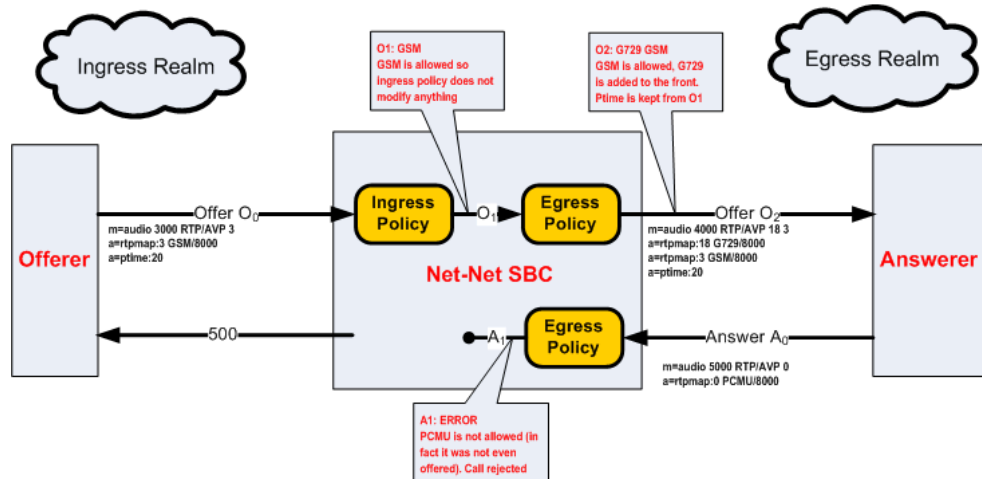 Ingress Realm
Egress Realm
O1: GSM
GSM is allowed so
ingress policy does not
modify anything
O2: G729 GSM
GSM is allowed, G729
is added to the front.
Ptime is kept from O1
Offerer
Offer O0
m=audio 3000 RTP/AVP 3
a=rtpmap:3 GSM/8000
a=ptime:20
Ingress
Policy
O1
Egress
Policy
Offer O2
m=audio 4000 RTP/AVP 18 3
a=rtpmap:18 G729/8000
a=rtpmap:3 GSM/8000
a=ptime:20
Answerer
Net-Net SBC
500
A1
Egress
Policy
Answer A0
m=audio 5000 RTP/AVP 0
a=rtpmap:0 PCMU/8000
A1: ERROR
PCMU is not allowed (in
fact it was not even
offered). Call rejected